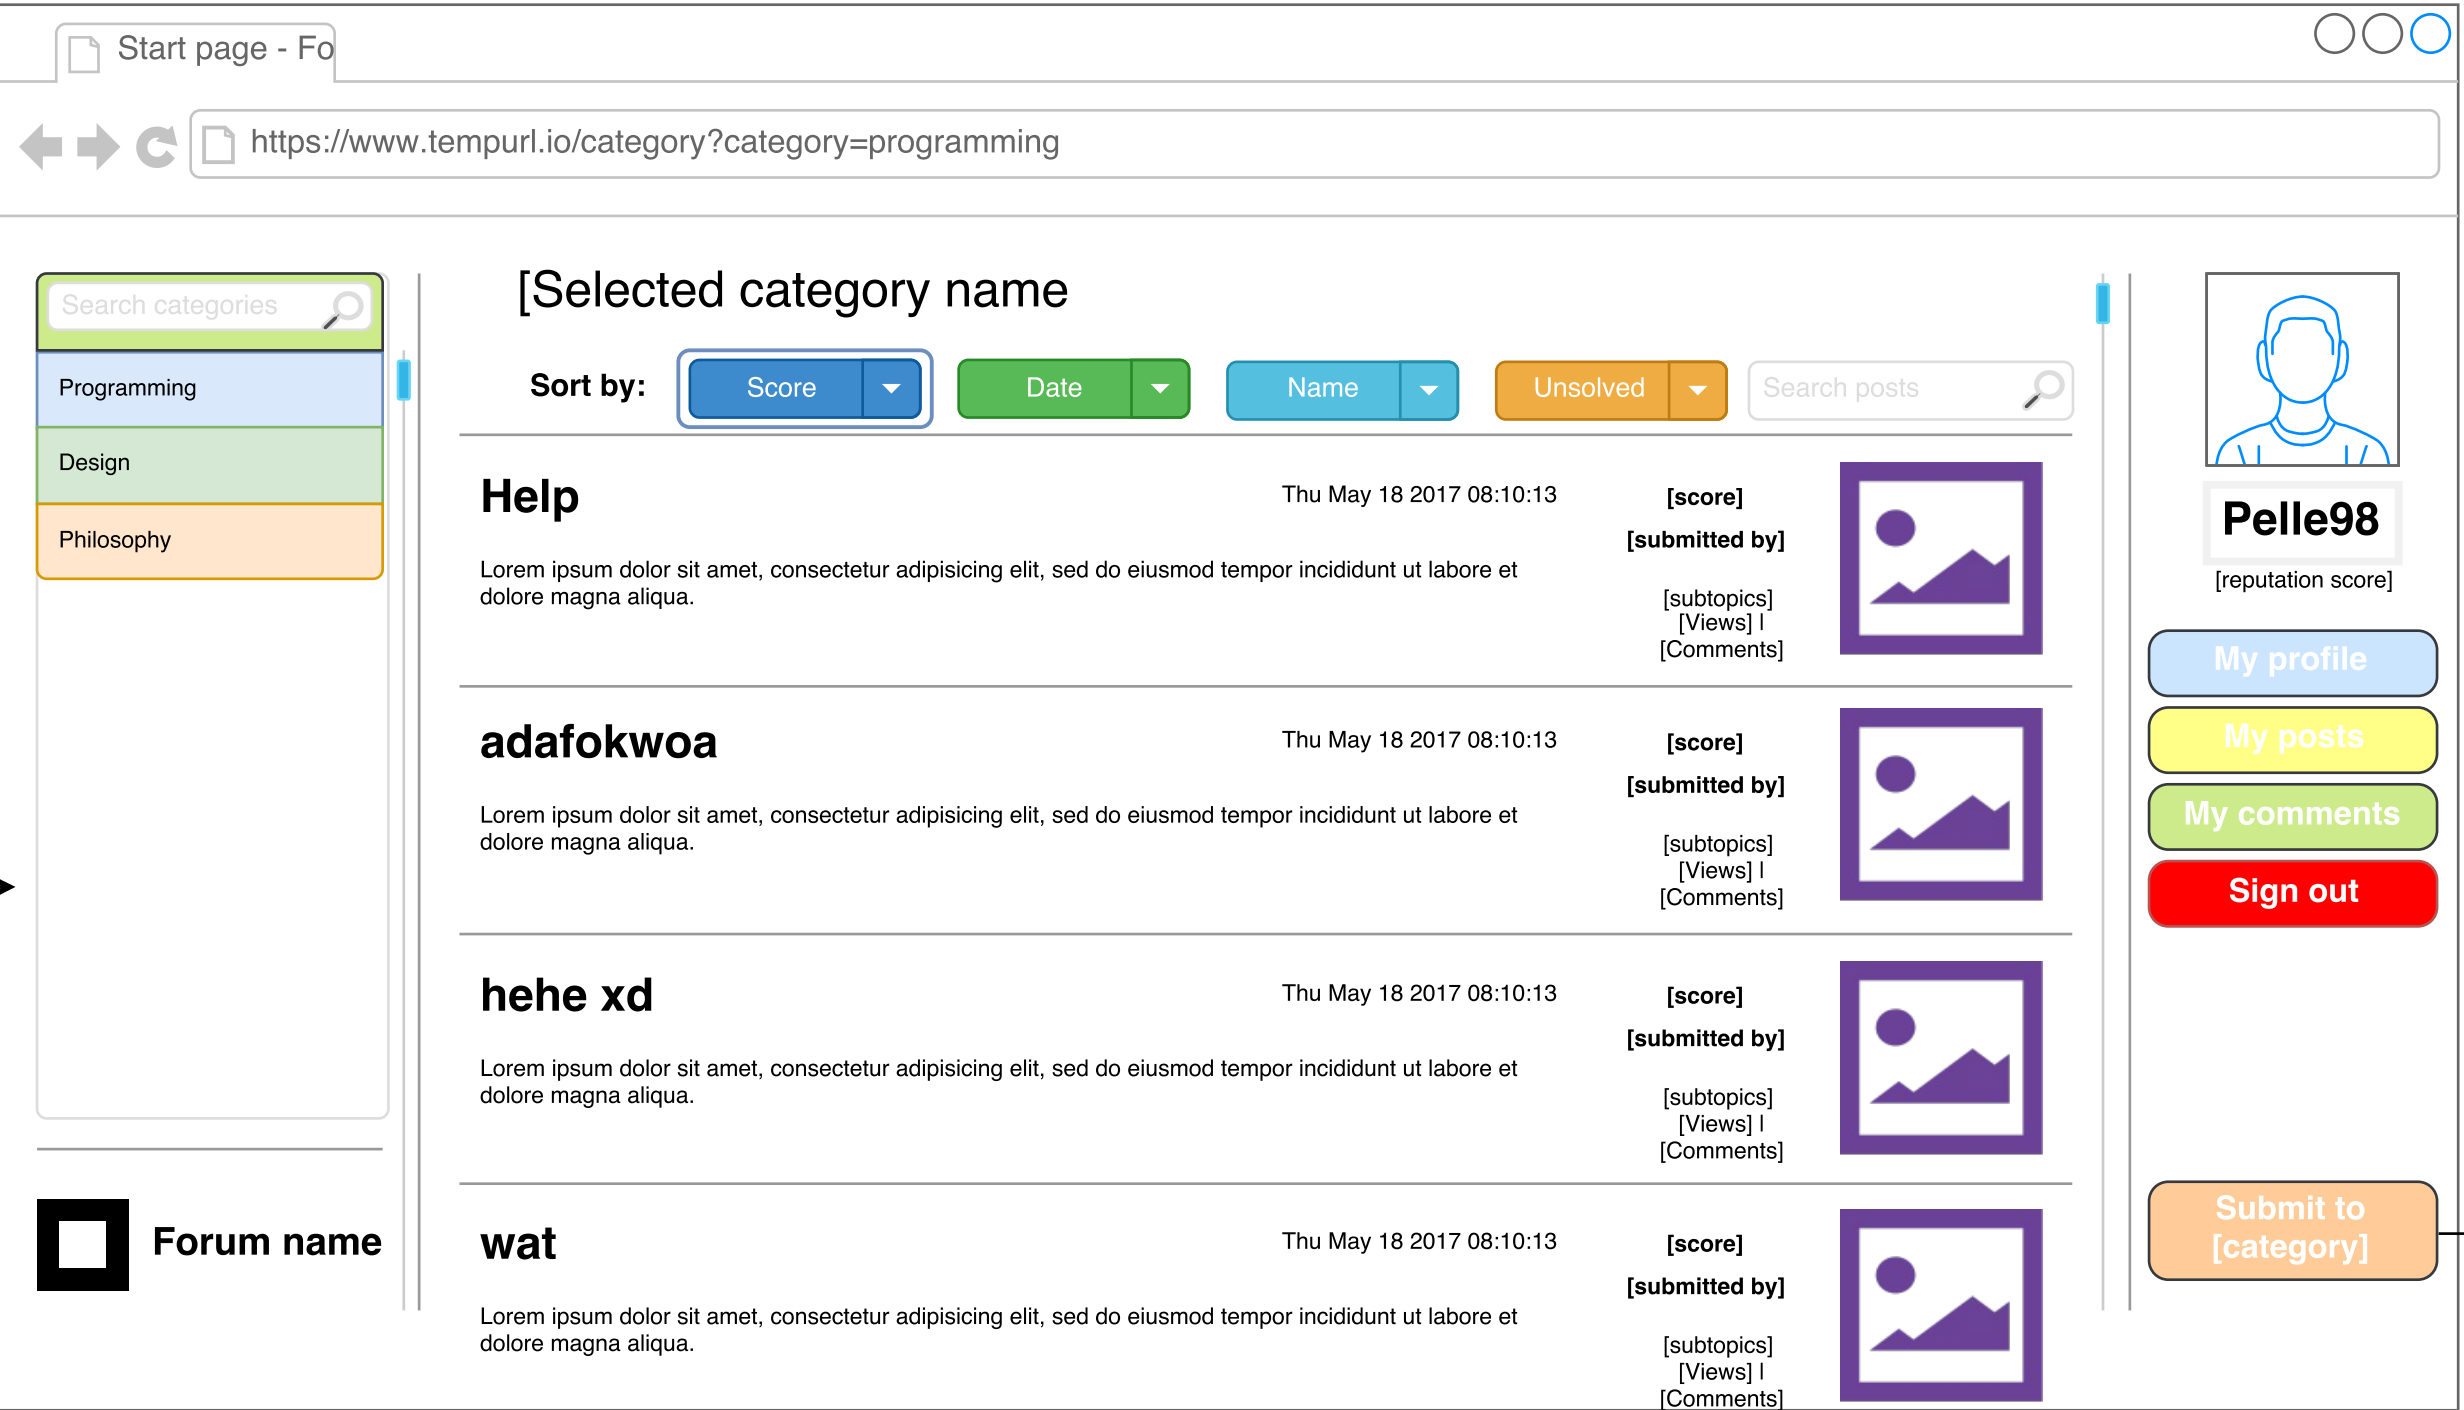 Start page - Fo
https://www.tempurl.io/category?category=programming
Search categories
Programming
Design
Philosophy
Forum name
[Selected category name
Sort by:
Score
Date
Name
Unsolved
Search posts
Help
Thu May 18 2017 08:10:13
[score]
[submitted by]
Lorem ipsum dolor sit amet, consectetur adipisicing elit, sed do eiusmod tempor incididunt ut labore et
dolore magna aliqua.
[subtopics]
[Views] |
[Comments]
adafokwoa
Thu May 18 2017 08:10:13
[score]
[submitted by]
Lorem ipsum dolor sit amet, consectetur adipisicing elit, sed do eiusmod tempor incididunt ut labore et
dolore magna aliqua.
[subtopics]
[Views] |
[Comments]
hehe xd
Thu May 18 2017 08:10:13
[score]
[submitted by]
Lorem ipsum dolor sit amet, consectetur adipisicing elit, sed do eiusmod tempor incididunt ut labore et
dolore magna aliqua.
[subtopics]
[Views] |
[Comments]
wat
Thu May 18 2017 08:10:13
[score]
[submitted by]
Lorem ipsum dolor sit amet, consectetur adipisicing elit, sed do eiusmod tempor incididunt ut labore et
dolore magna aliqua.
[subtopics]
[Views] |
[Comments]
Pelle98
[reputation score]
My profile
My posts
My comments
Sign out
Submit to
[category]